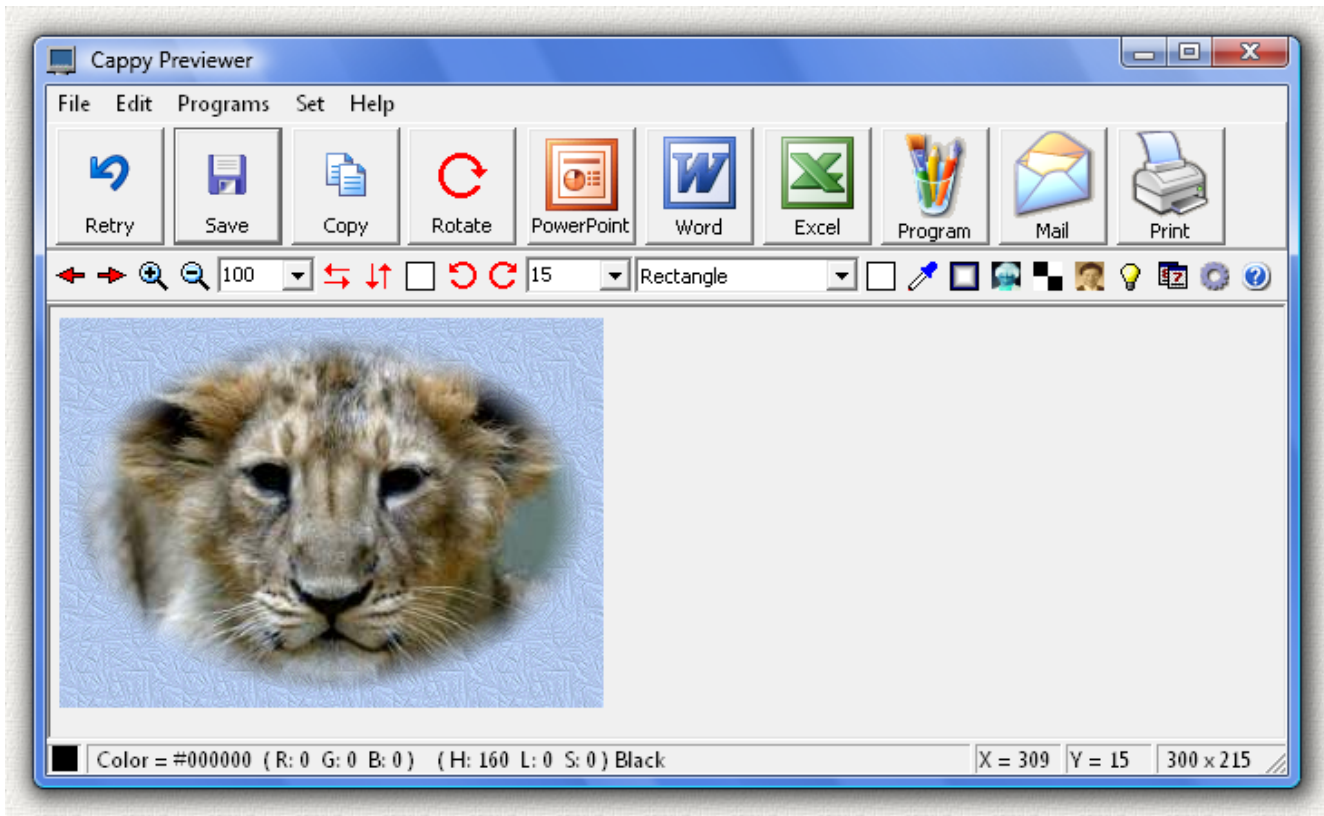 Cappy Previewer
File Edit Programs Set Help
Retry Save Copy Rotate PowerPoint Word Excel Program Mail Print
100 15 Rectangle
Color = #000000 ( R: 0 G: 0 B: 0 ) ( H: 160 L: 0 S: 0 ) Black X = 309 Y = 15 300 x 215